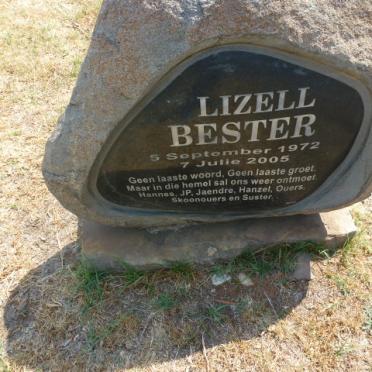 LIZELL
BESTER
5 September 1972
7 Julie 2005
Geen laaste woord, Geen laaste groet.
Maar in die hemel sal ons weer ontmoet.
Hannes, JP, Jaendre, Hanzel, Ouers,
Skoonouers en Suster.